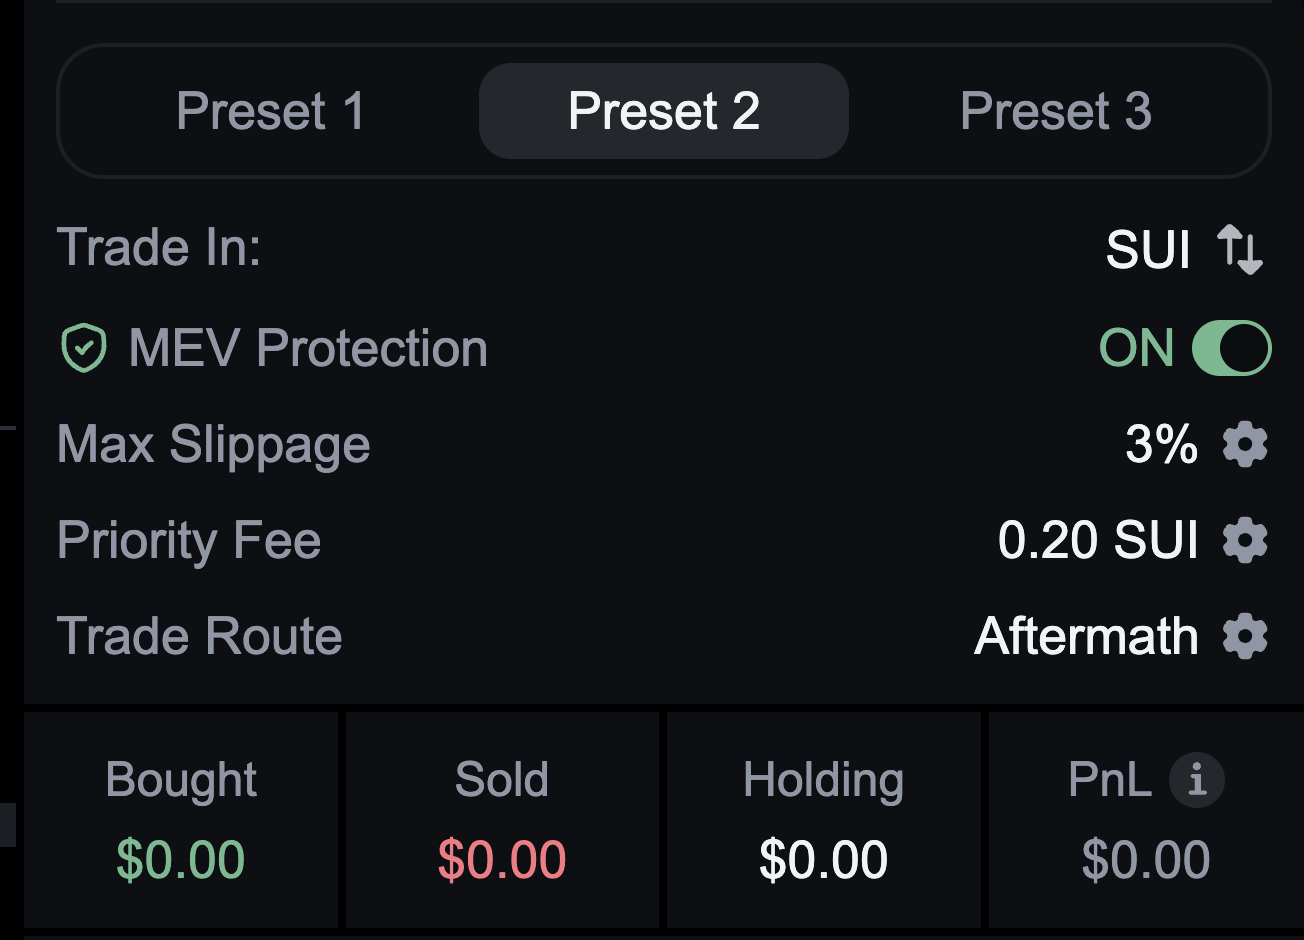 Preset 1 Preset 2 Preset 3
Trade In: SUI
MEV Protection ON
Max Slippage 3%
Priority Fee 0.20 SUI
Trade Route Aftermath
Bought Sold Holding PnL i
$0.00 $0.00 $0.00 $0.00